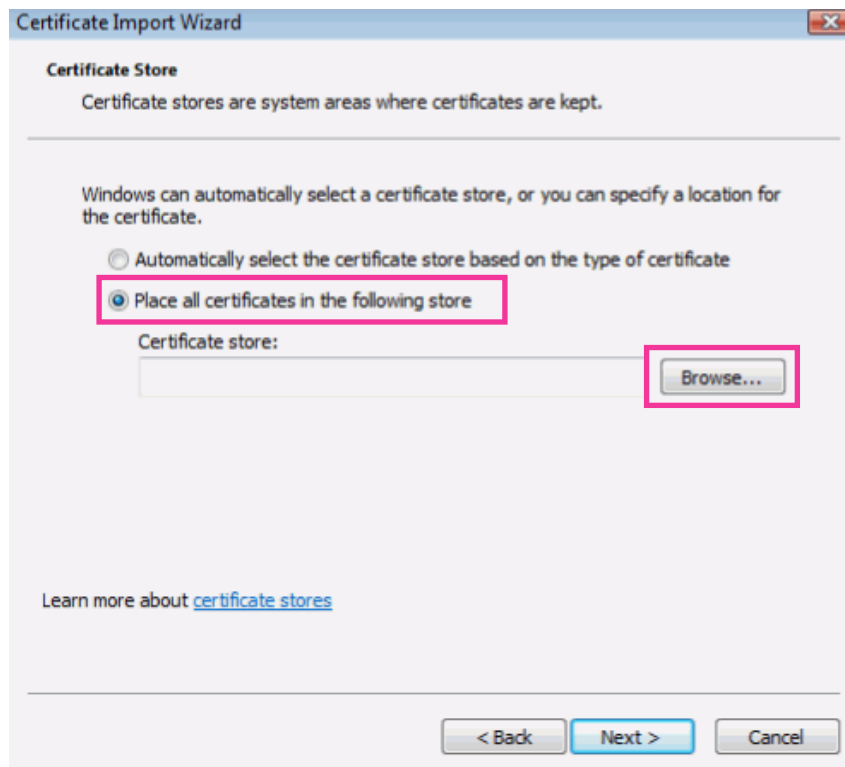 Certificate Import Wizard
Certificate Store
Certificate stores are system areas where certificates are kept.
Windows can automatically select a certificate store, or you can specify a location for
the certificate.
Automatically select the certificate store based on the type of certificate
Place all certificates in the following store
Certificate store:
Browse...
Learn more about certificate stores
< Back Next > Cancel